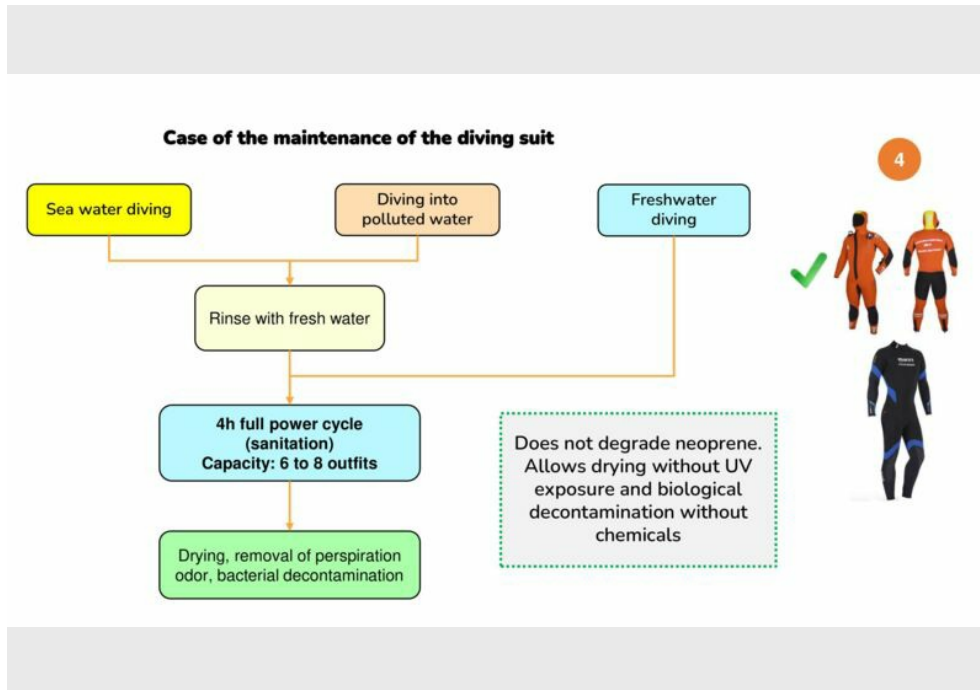 Case of the maintenance of the diving suit
4
Sea water diving
Diving into
polluted water
Freshwater
diving
Rinse with fresh water
4h full power cycle
(sanitation)
Capacity: 6 to 8 outfits
Does not degrade neoprene.
Allows drying without UV
exposure and biological
decontamination without
chemicals
Drying, removal of perspiration
odor, bacterial decontamination